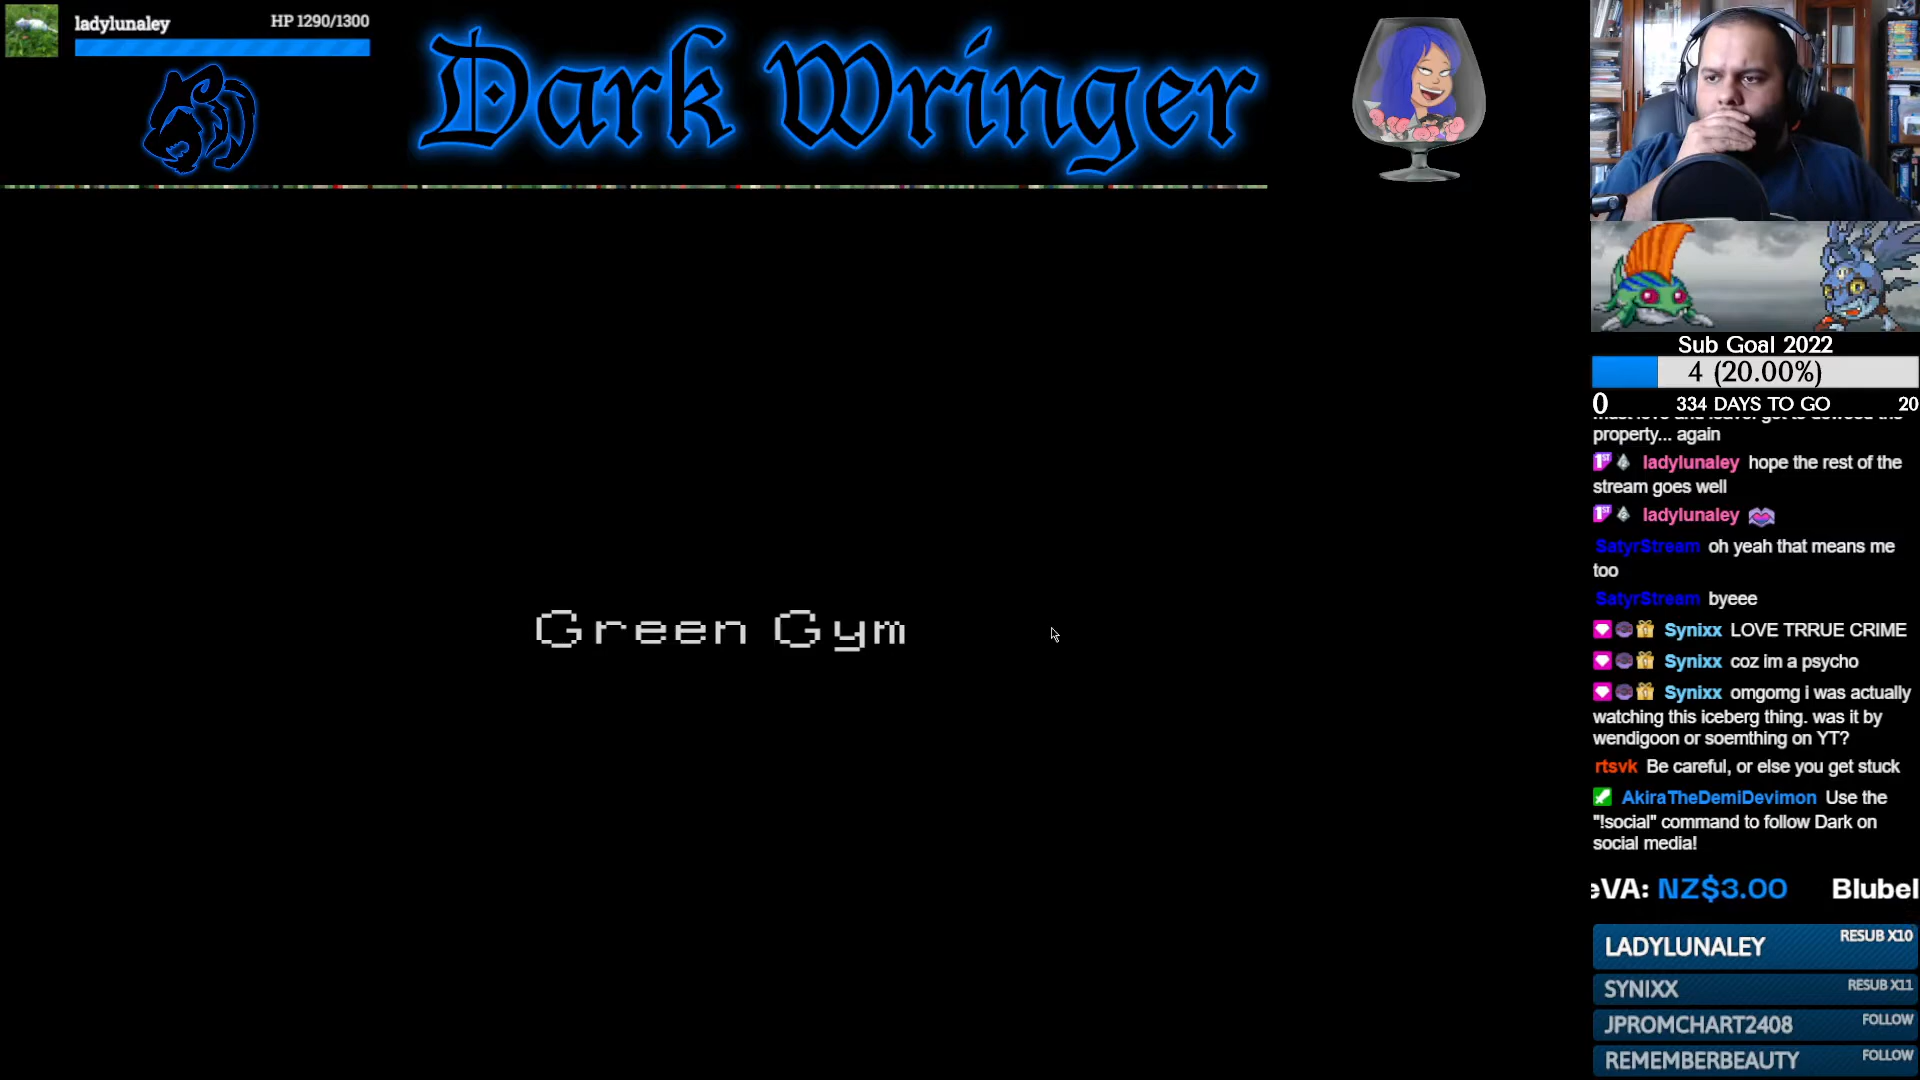 ladylunaley
HP 1290/1300
Dark Wringer
Green Gym
Sub Goal 2022
4 (20.00%)
0
334 DAYS TO GO
20
property... again
ladylunaley hope the rest of the
stream goes well
ladylunaley
SatyrStream oh yeah that means me
too
SatyrStream byeee
Synixx LOVE TRRUE CRIME
Synixx coz im a psycho
Synixx omgomg i was actually
watching this iceberg thing. was it by
wendigoon or soemthing on YT?
rtsvk Be careful, or else you get stuck
AkiraTheDemiDevimon Use the
"!social" command to follow Dark on
social media!
eVA: NZ$3.00 Blubel
LADYLUNALEY RESUB X10
SYNIXX RESUB X11
JPROMCHART2408 FOLLOW
REMEMBERBEAUTY FOLLOW